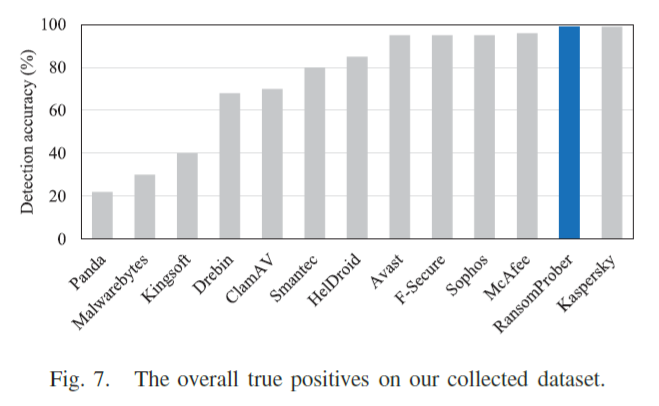 100
80
60
40
20
0
Detection accuracy (%)
Panda
Malwarebytes
Kingsoft
Drebin
ClamAV
Smantec
HelDroid
Avast
F-Secure
Sophos
McAfee
RansomProber
Kaspersky
Fig. 7. The overall true positives on our collected dataset.